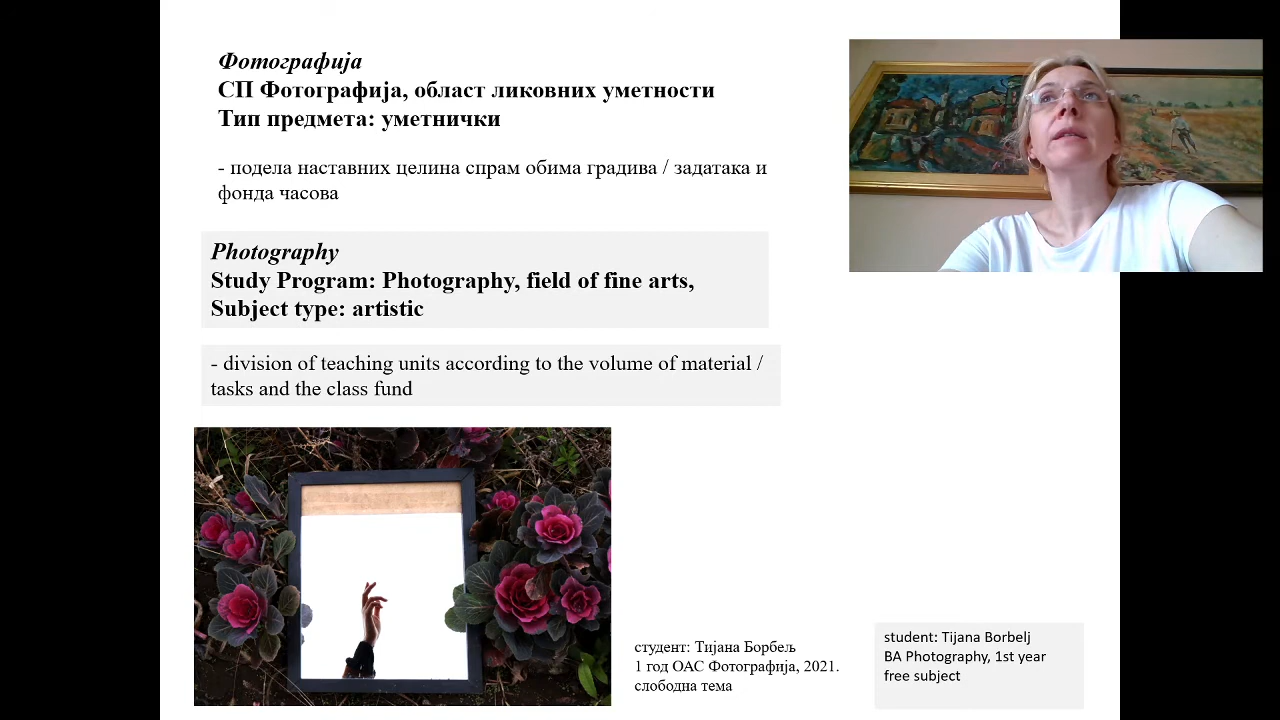 Фотографија
СП Фотографија, област ликовних уметности
Тип предмета: уметнички
- подела наставних целина спрам обима градива / задатака и
фонда часова
Photography
Study Program: Photography, field of fine arts,
Subject type: artistic
- division of teaching units according to the volume of material /
tasks and the class fund
студент: Тијана Борбељ
1 год ОАС Фотографија, 2021.
слободна тема
student: Tijana Borbelj
BA Photography, 1st year
free subject